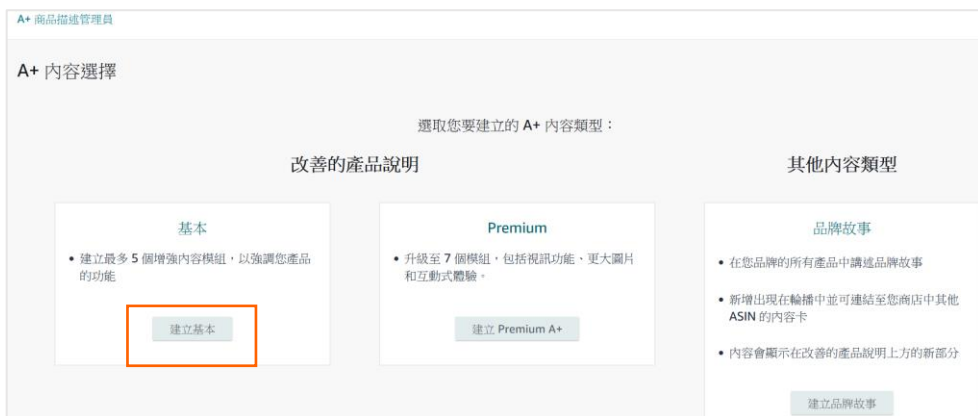 A+ 商品描述管理員
A+ 內容選擇
選取您要建立的 A+ 內容類型：
改善的產品說明
基本
• 建立最多 5 個增強內容模組，以強調您產品
的功能
建立基本
Premium
• 升級至 7 個模組，包括視訊功能、更大圖片
和互動式體驗。
建立 Premium A+
其他內容類型
品牌故事
• 在您品牌的所有產品中講述品牌故事
• 新增出現在輪播中並可連結至您商店中其他
ASIN 的內容卡
• 內容會顯示在改善的產品說明上方的新部分
建立品牌故事